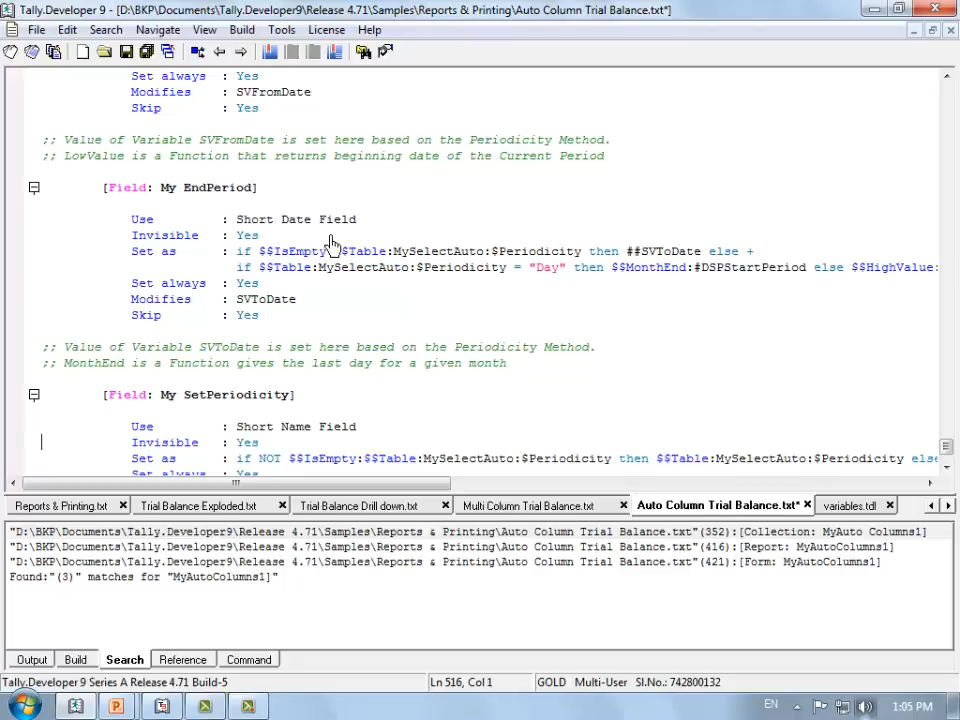 Tally.Developer 9 - [D:\BKP\Documents\Tally.Developer9\Release 4.71\Samples\Reports & Printing\Auto Column Trial Balance.txt*]
File Edit Search Navigate View Build Tools License Help
Set always : Yes
Modifies : SVFromDate
Skip : Yes
;; Value of Variable SVFromDate is set here based on the Periodicity Method.
;; LowValue is a Function that returns beginning date of the Current Period
[Field: My EndPeriod]
Use : Short Date Field
Invisible : Yes
Set as : if $$IsEmpty $Table:MySelectAuto:$Periodicity then ##SVToDate else +
if $$Table:MySelectAuto:$Periodicity = "Day" then $$MonthEnd:#DSPStartPeriod else $$HighValue:
Set always : Yes
Modifies : SVToDate
Skip : Yes
;; Value of Variable SVToDate is set here based on the Periodicity Method.
;; MonthEnd is a Function gives the last day for a given month
[Field: My SetPeriodicity]
Use : Short Name Field
Invisible : Yes
Set as : if NOT $$IsEmpty:$$Table:MySelectAuto:$Periodicity then $$Table:MySelectAuto:$Periodicity else
Set always : Yes
Reports & Printing.txt Trial Balance Exploded.txt Trial Balance Drill down.txt Multi Column Trial Balance.txt Auto Column Trial Balance.txt* variables.tdl
"D:\BKP\Documents\Tally.Developer9\Release 4.71\Samples\Reports & Printing\Auto Column Trial Balance.txt"(352):[Collection: MyAuto Columns1]
"D:\BKP\Documents\Tally.Developer9\Release 4.71\Samples\Reports & Printing\Auto Column Trial Balance.txt"(416):[Report: MyAutoColumns1]
"D:\BKP\Documents\Tally.Developer9\Release 4.71\Samples\Reports & Printing\Auto Column Trial Balance.txt"(421):[Form: MyAutoColumns1]
Found:"(3)" matches for "MyAutoColumns1]"
Output Build Search Reference Command
Tally.Developer 9 Series A Release 4.71 Build-5 Ln 516, Col 1 GOLD Multi-User Sl.No.: 742800132
EN 1:05 PM